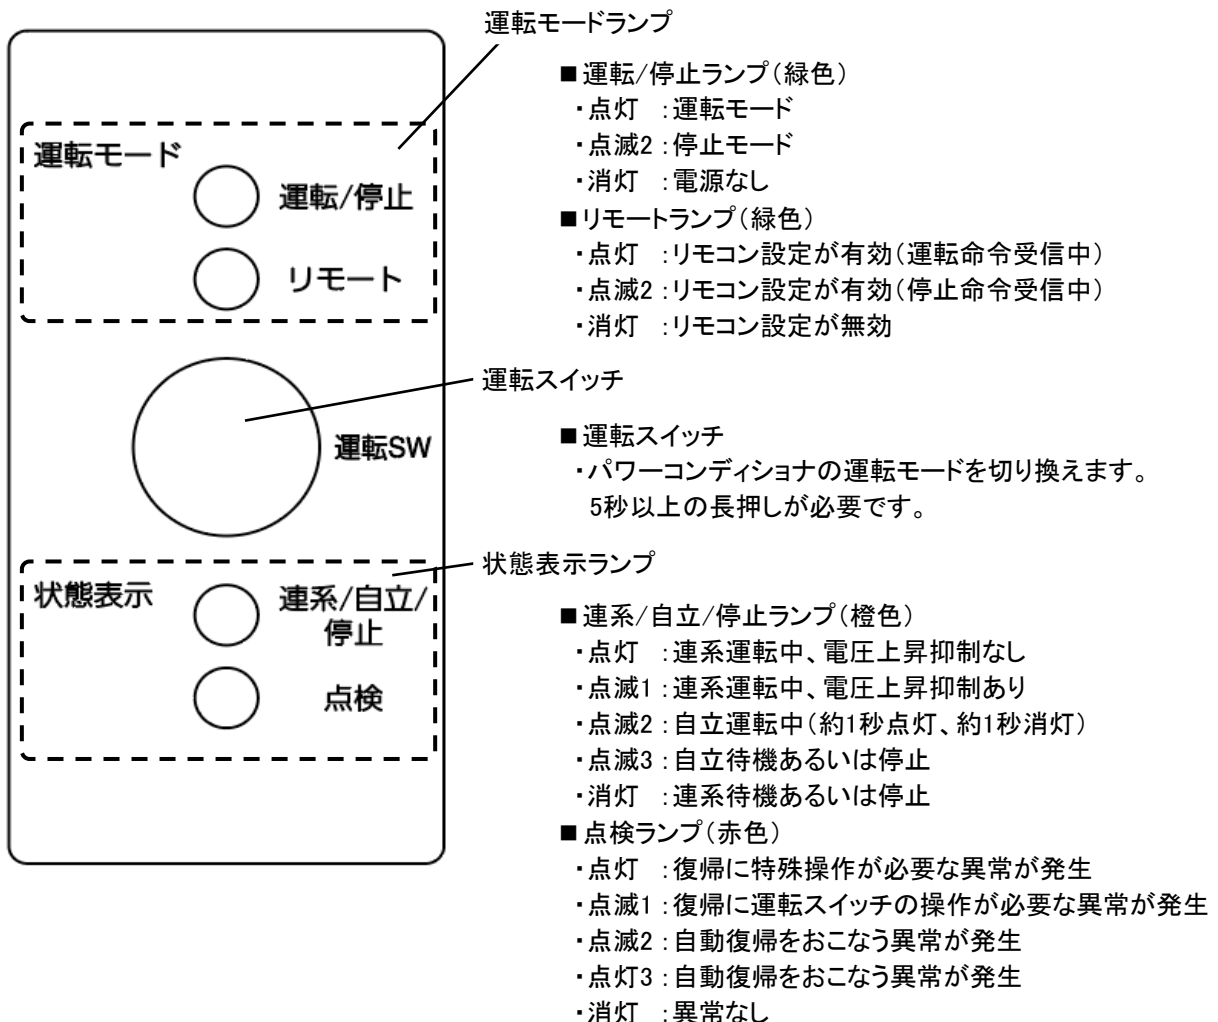 運転モードランプ
■運転/停止ランプ(緑色)
・点灯 :運転モード
・点滅2:停止モード
・消灯 :電源なし
■リモートランプ(緑色)
・点灯 :リモコン設定が有効(運転命令受信中)
・点滅2:リモコン設定が有効(停止命令受信中)
・消灯 :リモコン設定が無効
運転モード
運転/停止
リモート
運転スイッチ
運転SW
■運転スイッチ
・パワーコンディショナの運転モードを切り換えます。
5秒以上の長押しが必要です。
状態表示ランプ
状態表示
連系/自立/
停止
点検
■連系/自立/停止ランプ(橙色)
・点灯 :連系運転中、電圧上昇抑制なし
・点滅1:連系運転中、電圧上昇抑制あり
・点滅2:自立運転中(約1秒点灯、約1秒消灯)
・点滅3:自立待機あるいは停止
・消灯 :連系待機あるいは停止
■点検ランプ(赤色)
・点灯 :復帰に特殊操作が必要な異常が発生
・点滅1:復帰に運転スイッチの操作が必要な異常が発生
・点滅2:自動復帰をおこなう異常が発生
・点灯3:自動復帰をおこなう異常が発生
・消灯 :異常なし